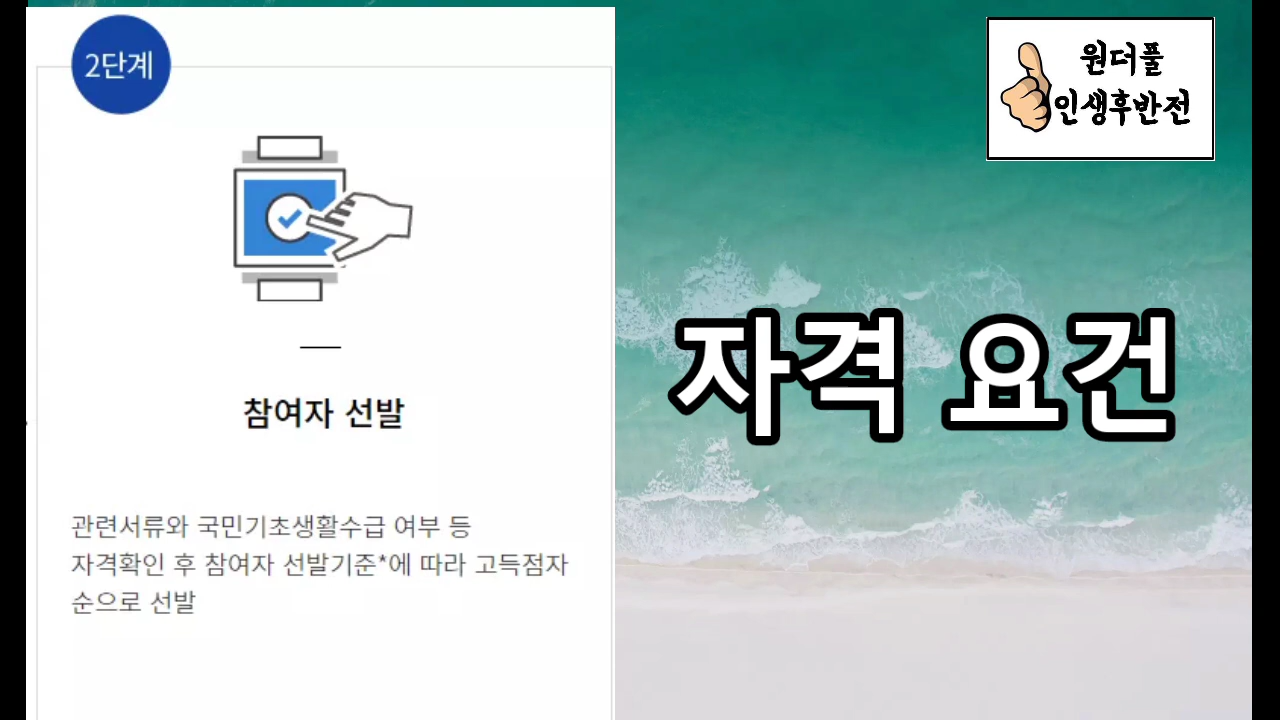 2단계
참여자 선발
관련서류와 국민기초생활수급 여부 등
자격확인 후 참여자 선발기준*에 따라 고득점자
순으로 선발
원더풀
인생후반전
자격 요건